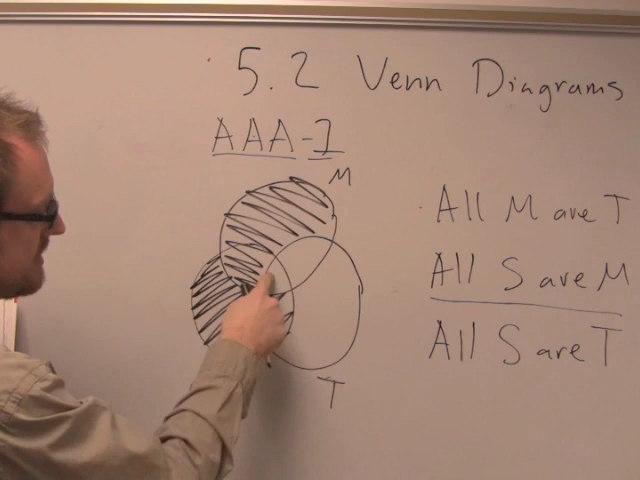 5.2 Venn Diagrams
AAA-1
M
All M are T
All S are M
All S are T
T